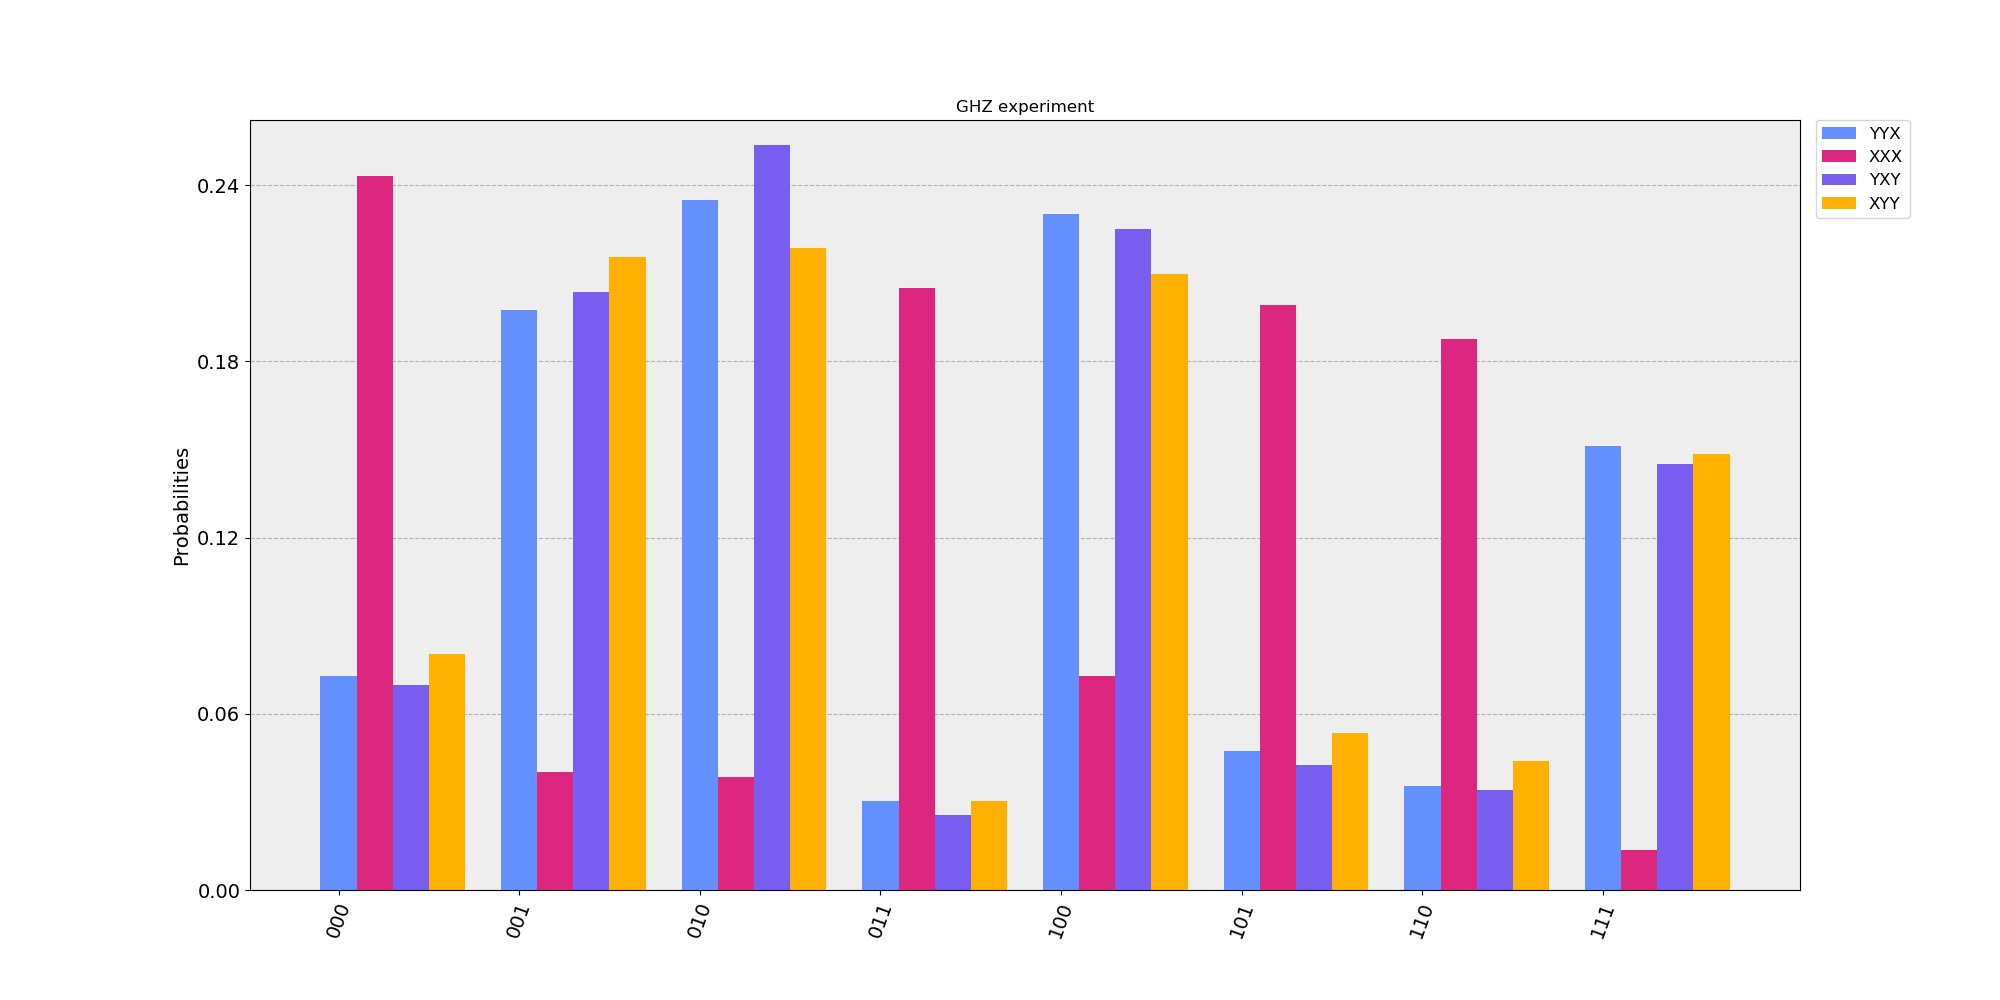 GHZ experiment
YYX
XXX
YXY
XYY
Probabilities
0.24
0.18
0.12
0.06
0.00
000 001 010 011 100 101 110 111